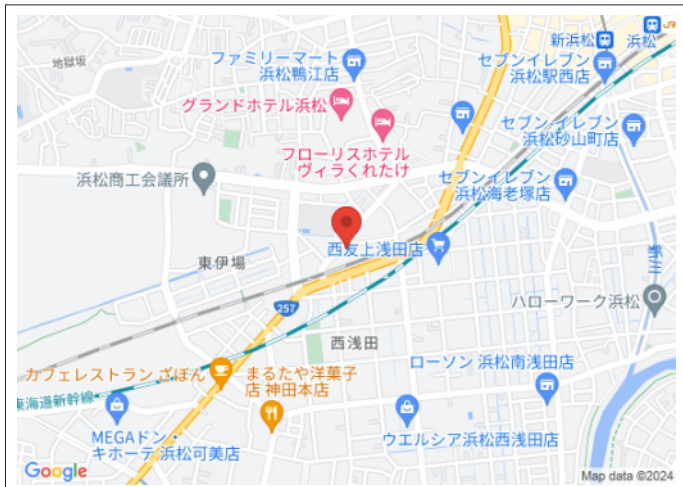 地獄坂
ファミリーマート
浜松鴨江店
新浜松
浜松
JR
セブンイレブン
浜松駅西店
グランドホテル浜松
フローリスホテル
ヴィラくれたけ
セブン-イレブン
浜松砂山町店
浜松商工会議所
セブンイレブン
浜松海老塚店
東伊場
西友上浅田店
257
西浅田
ハローワーク浜松
カフェレストラン ざぼん
まるたや洋菓子
店 神田本店
ローソン 浜松南浅田店
東海道新幹線
MEGAドン・
キホーテ 浜松可美店
ウエルシア浜松西浅田店
Google
Map data ©2024